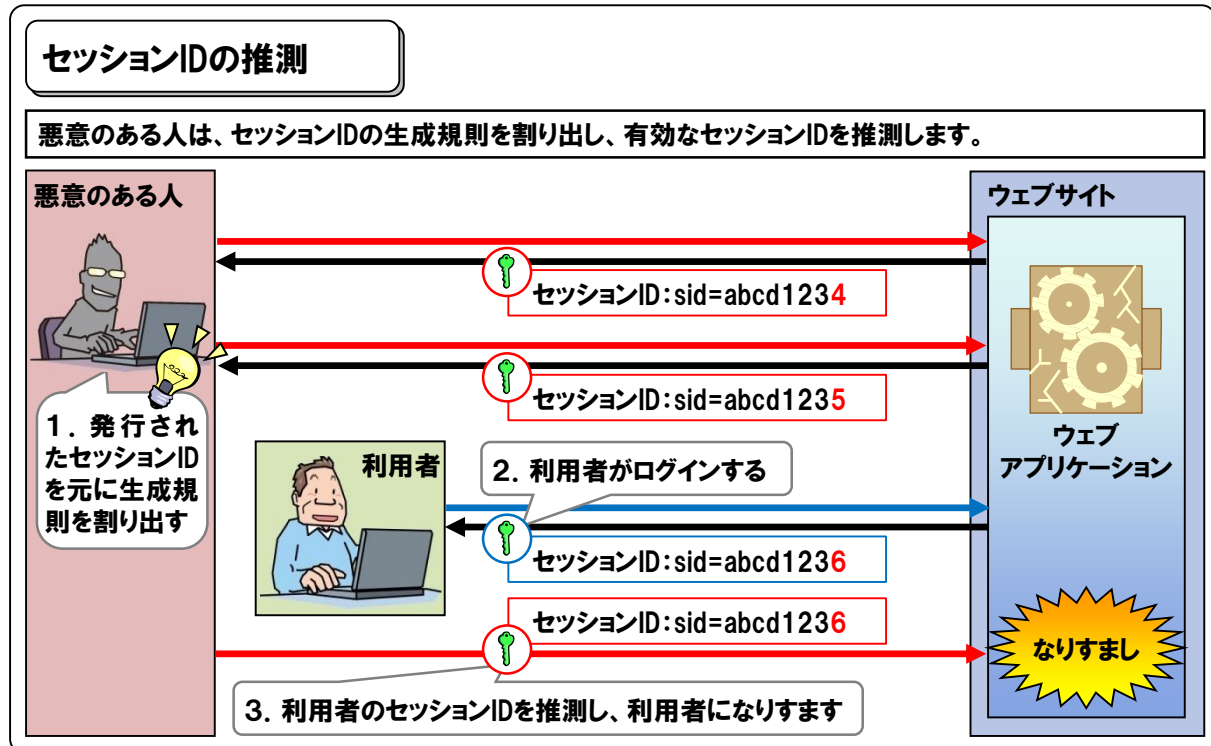 セッションIDの推測
悪意のある人は、セッションIDの生成規則を割り出し、有効なセッションIDを推測します。
悪意のある人
ウェブサイト
セッションID：sid=abcd1234
セッションID：sid=abcd1235
1．発行され
たセッションID
を元に生成規
則を割り出す
ウェブ
アプリケーション
利用者
2．利用者がログインする
セッションID：sid=abcd1236
セッションID：sid=abcd1236
なりすまし
3．利用者のセッションIDを推測し、利用者になりすます